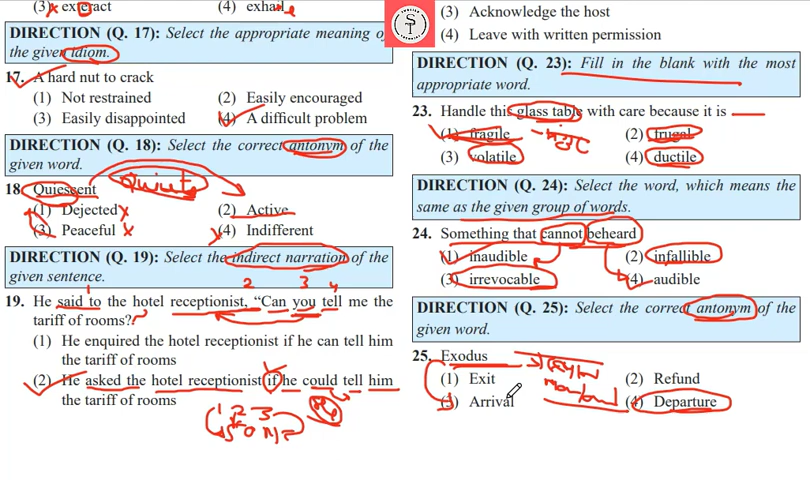 (3) exteract
(4) exhale
DIRECTION (Q. 17): Select the appropriate meaning of
the given idiom.
17. A hard nut to crack
(1) Not restrained
(2) Easily encouraged
(3) Easily disappointed
(4) A difficult problem
DIRECTION (Q. 18): Select the correct antonym of the
given word.
18. Quiescent
(1) Dejected
(2) Active
(3) Peaceful
(4) Indifferent
DIRECTION (Q. 19): Select the indirect narration of the
given sentence.
1 2 3 4
19. He said to the hotel receptionist, “Can you tell me the
tariff of rooms?
(1) He enquired the hotel receptionist if he can tell him
the tariff of rooms
(2) He asked the hotel receptionist if he could tell him
the tariff of rooms
1 2 3
ST
(3) Acknowledge the host
(4) Leave with written permission
DIRECTION (Q. 23): Fill in the blank with the most
appropriate word.
23. Handle this glass table with care because it is
(1) fragile
(2) frugal
(3) volatile
(4) ductile
DIRECTION (Q. 24): Select the word, which means the
same as the given group of words.
24. Something that cannot beheard
(1) inaudible
(2) infallible
(3) irrevocable
(4) audible
DIRECTION (Q. 25): Select the correct antonym of the
given word.
25. Exodus
(1) Exit
(2) Refund
(3) Arrival
(4) Departure